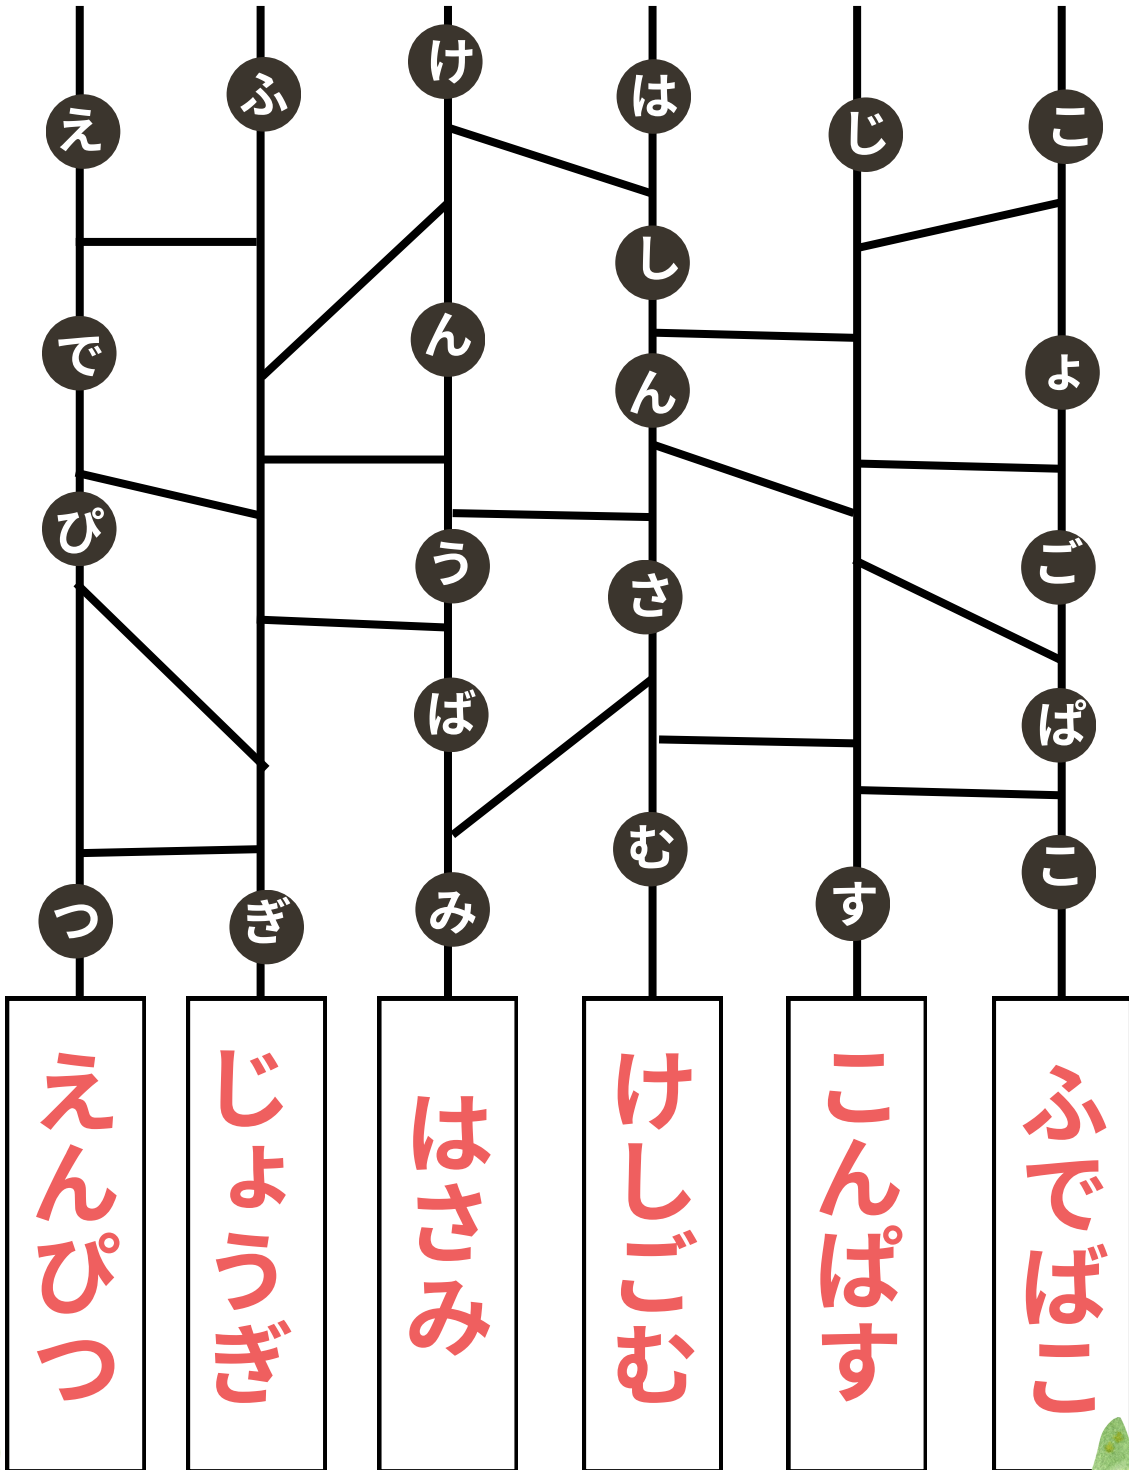 え
で
ぴ
つ
ふ
ぎ
け
ん
う
ば
み
は
し
ん
さ
む
じ
す
こ
ょ
ご
ぱ
こ
えんぴつ
じょうぎ
はさみ
けしごむ
こんぱす
ふでばこ